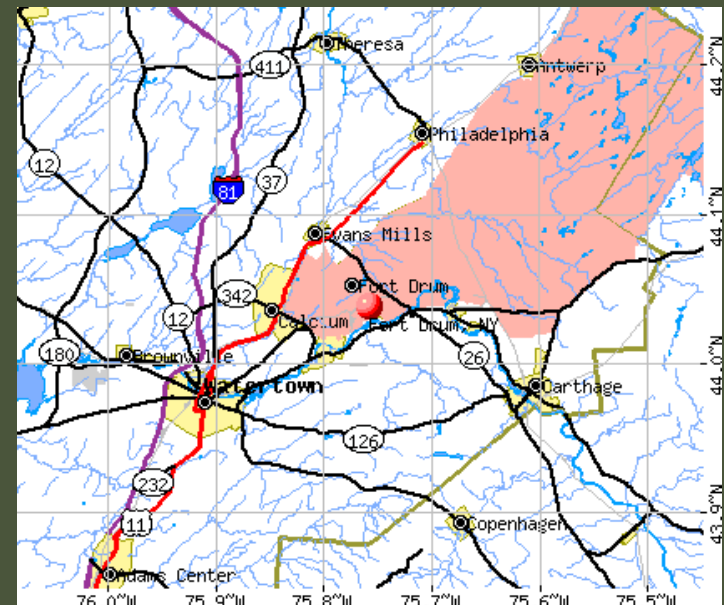 Theresa
411
Antwerp
44.2°N
Philadelphia
12
37
81
44.1°N
Evans Mills
Fort Drum
342
Calcium
Fort Drum, NY
12
180
Brownville
26
44.0°N
Watertown
Carthage
126
232
11
Copenhagen
43.9°N
Adams Center
76.0°W 75.9°W 75.8°W 75.7°W 75.6°W 75.5°W